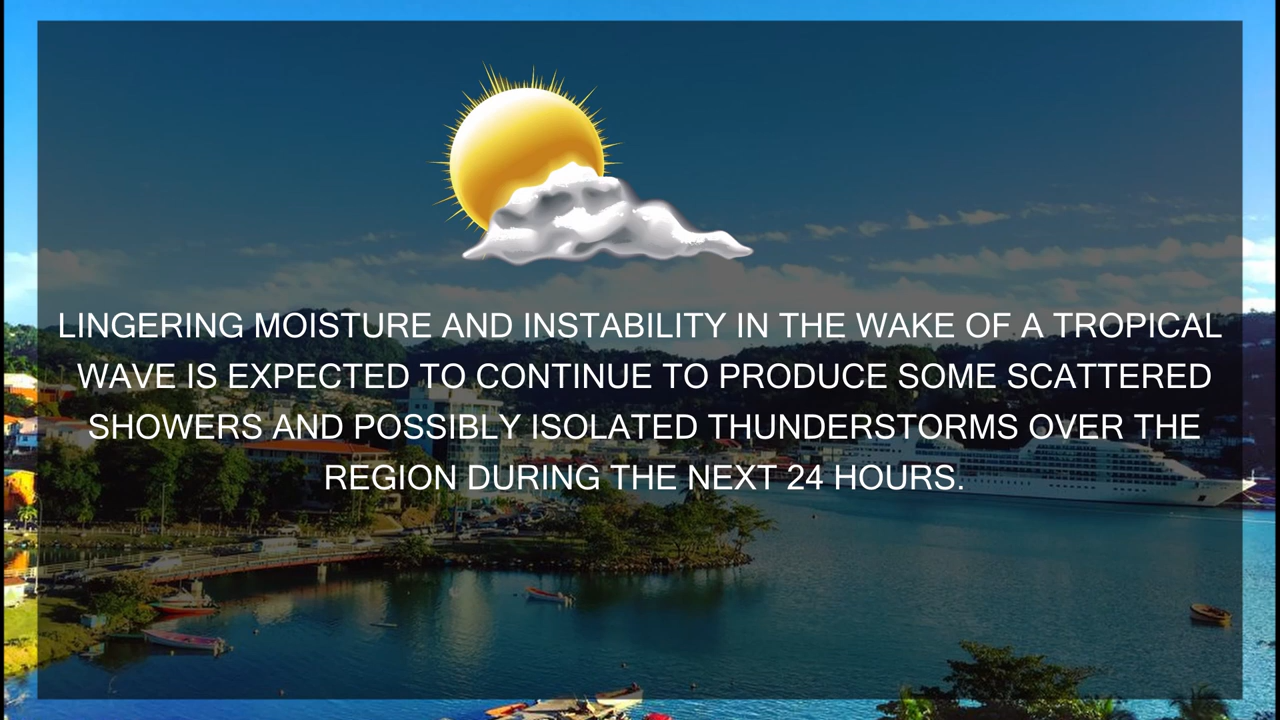 LINGERING MOISTURE AND INSTABILITY IN THE WAKE OF A TROPICAL
WAVE IS EXPECTED TO CONTINUE TO PRODUCE SOME SCATTERED
SHOWERS AND POSSIBLY ISOLATED THUNDERSTORMS OVER THE
REGION DURING THE NEXT 24 HOURS.